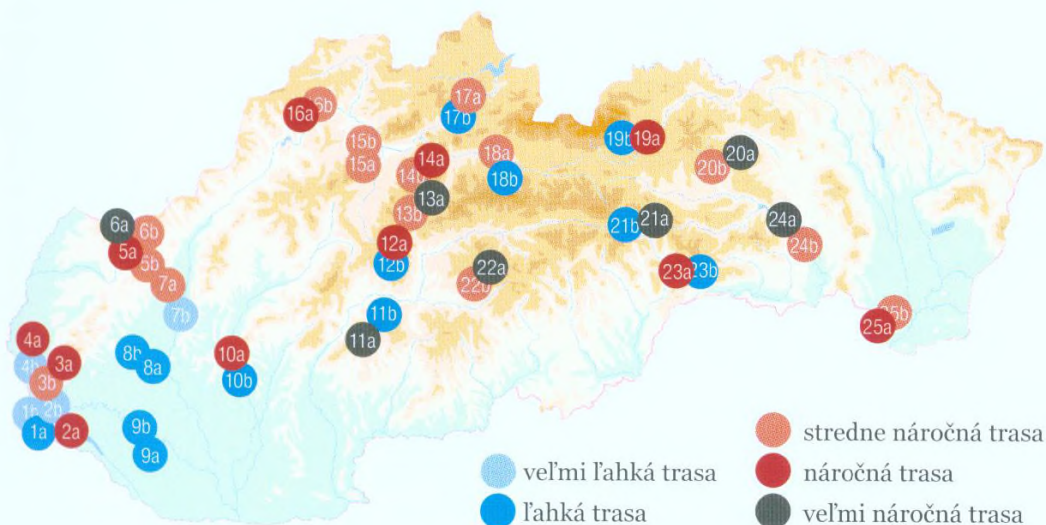 17a
16b
16a
17b
15b
19b
19a
18a
20a
14a
15a
20b
14b
18b
13a
13b
21a
24a
6a
21b
6b
12a
24b
5a
5b
12b
22a
23a
23b
7a
22b
7b
11b
25b
25a
4a
11a
8b
10a
4b
3a
8a
3b
10b
1b
2b
9b
1a
2a
9a
stredne náročná trasa
veľmi ľahká trasa
náročná trasa
ľahká trasa
veľmi náročná trasa